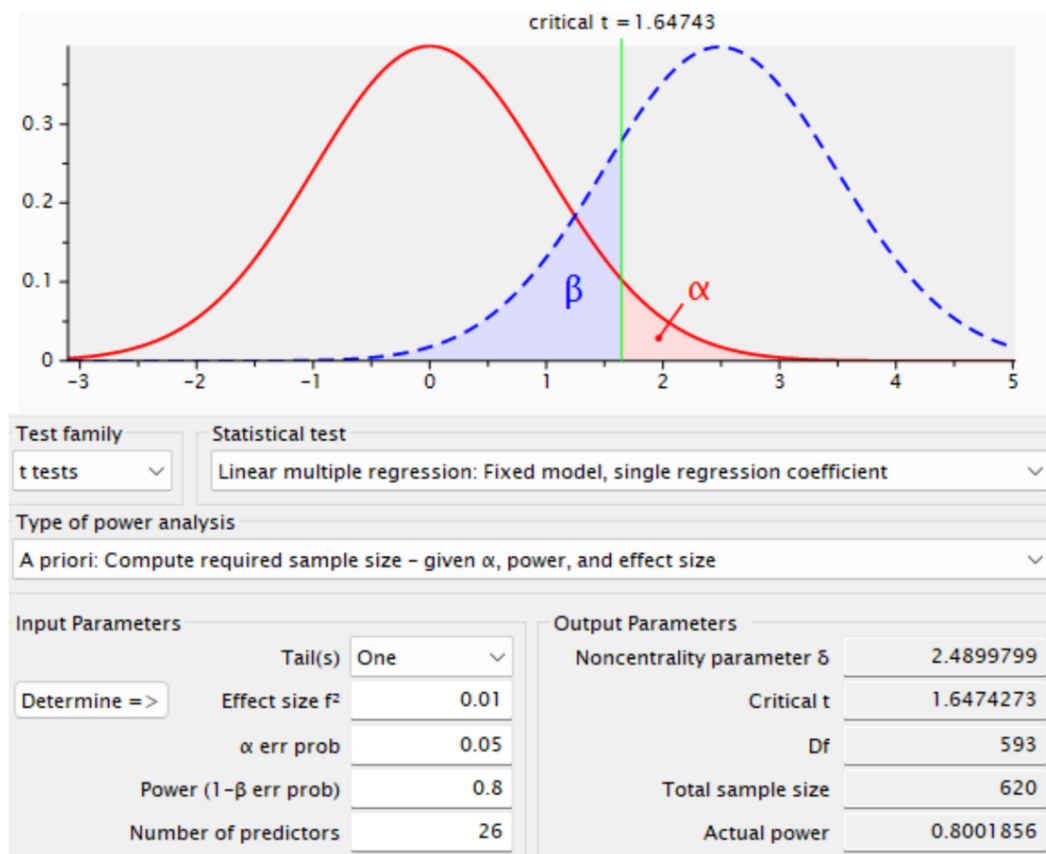 critical t = 1.64743
0.3
0.2
β
α
0.1
0
-3 -2 -1 0 1 2 3 4 5
Test family Statistical test
t tests Linear multiple regression: Fixed model, single regression coefficient
Type of power analysis
A priori: Compute required sample size – given α, power, and effect size
Input Parameters Output Parameters
Tail(s) One Noncentrality parameter δ 2.4899799
Determine => Effect size f² 0.01 Critical t 1.6474273
α err prob 0.05 Df 593
Power (1-β err prob) 0.8 Total sample size 620
Number of predictors 26 Actual power 0.8001856